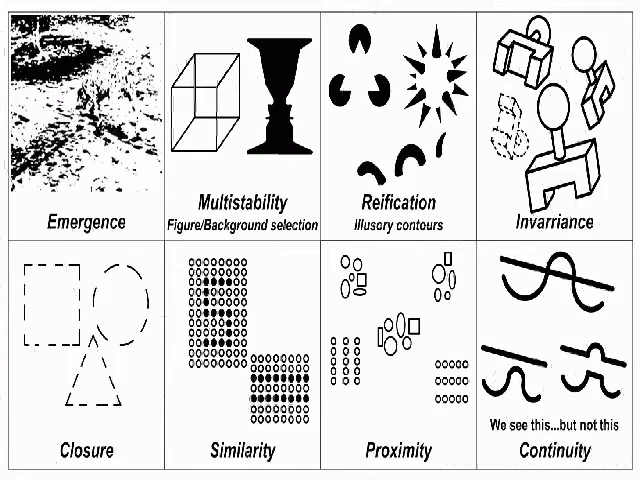 Emergence
Multistability
Figure/Background selection
Reification
Illusory contours
Invarriance
Closure
Similarity
Proximity
We see this...but not this
Continuity